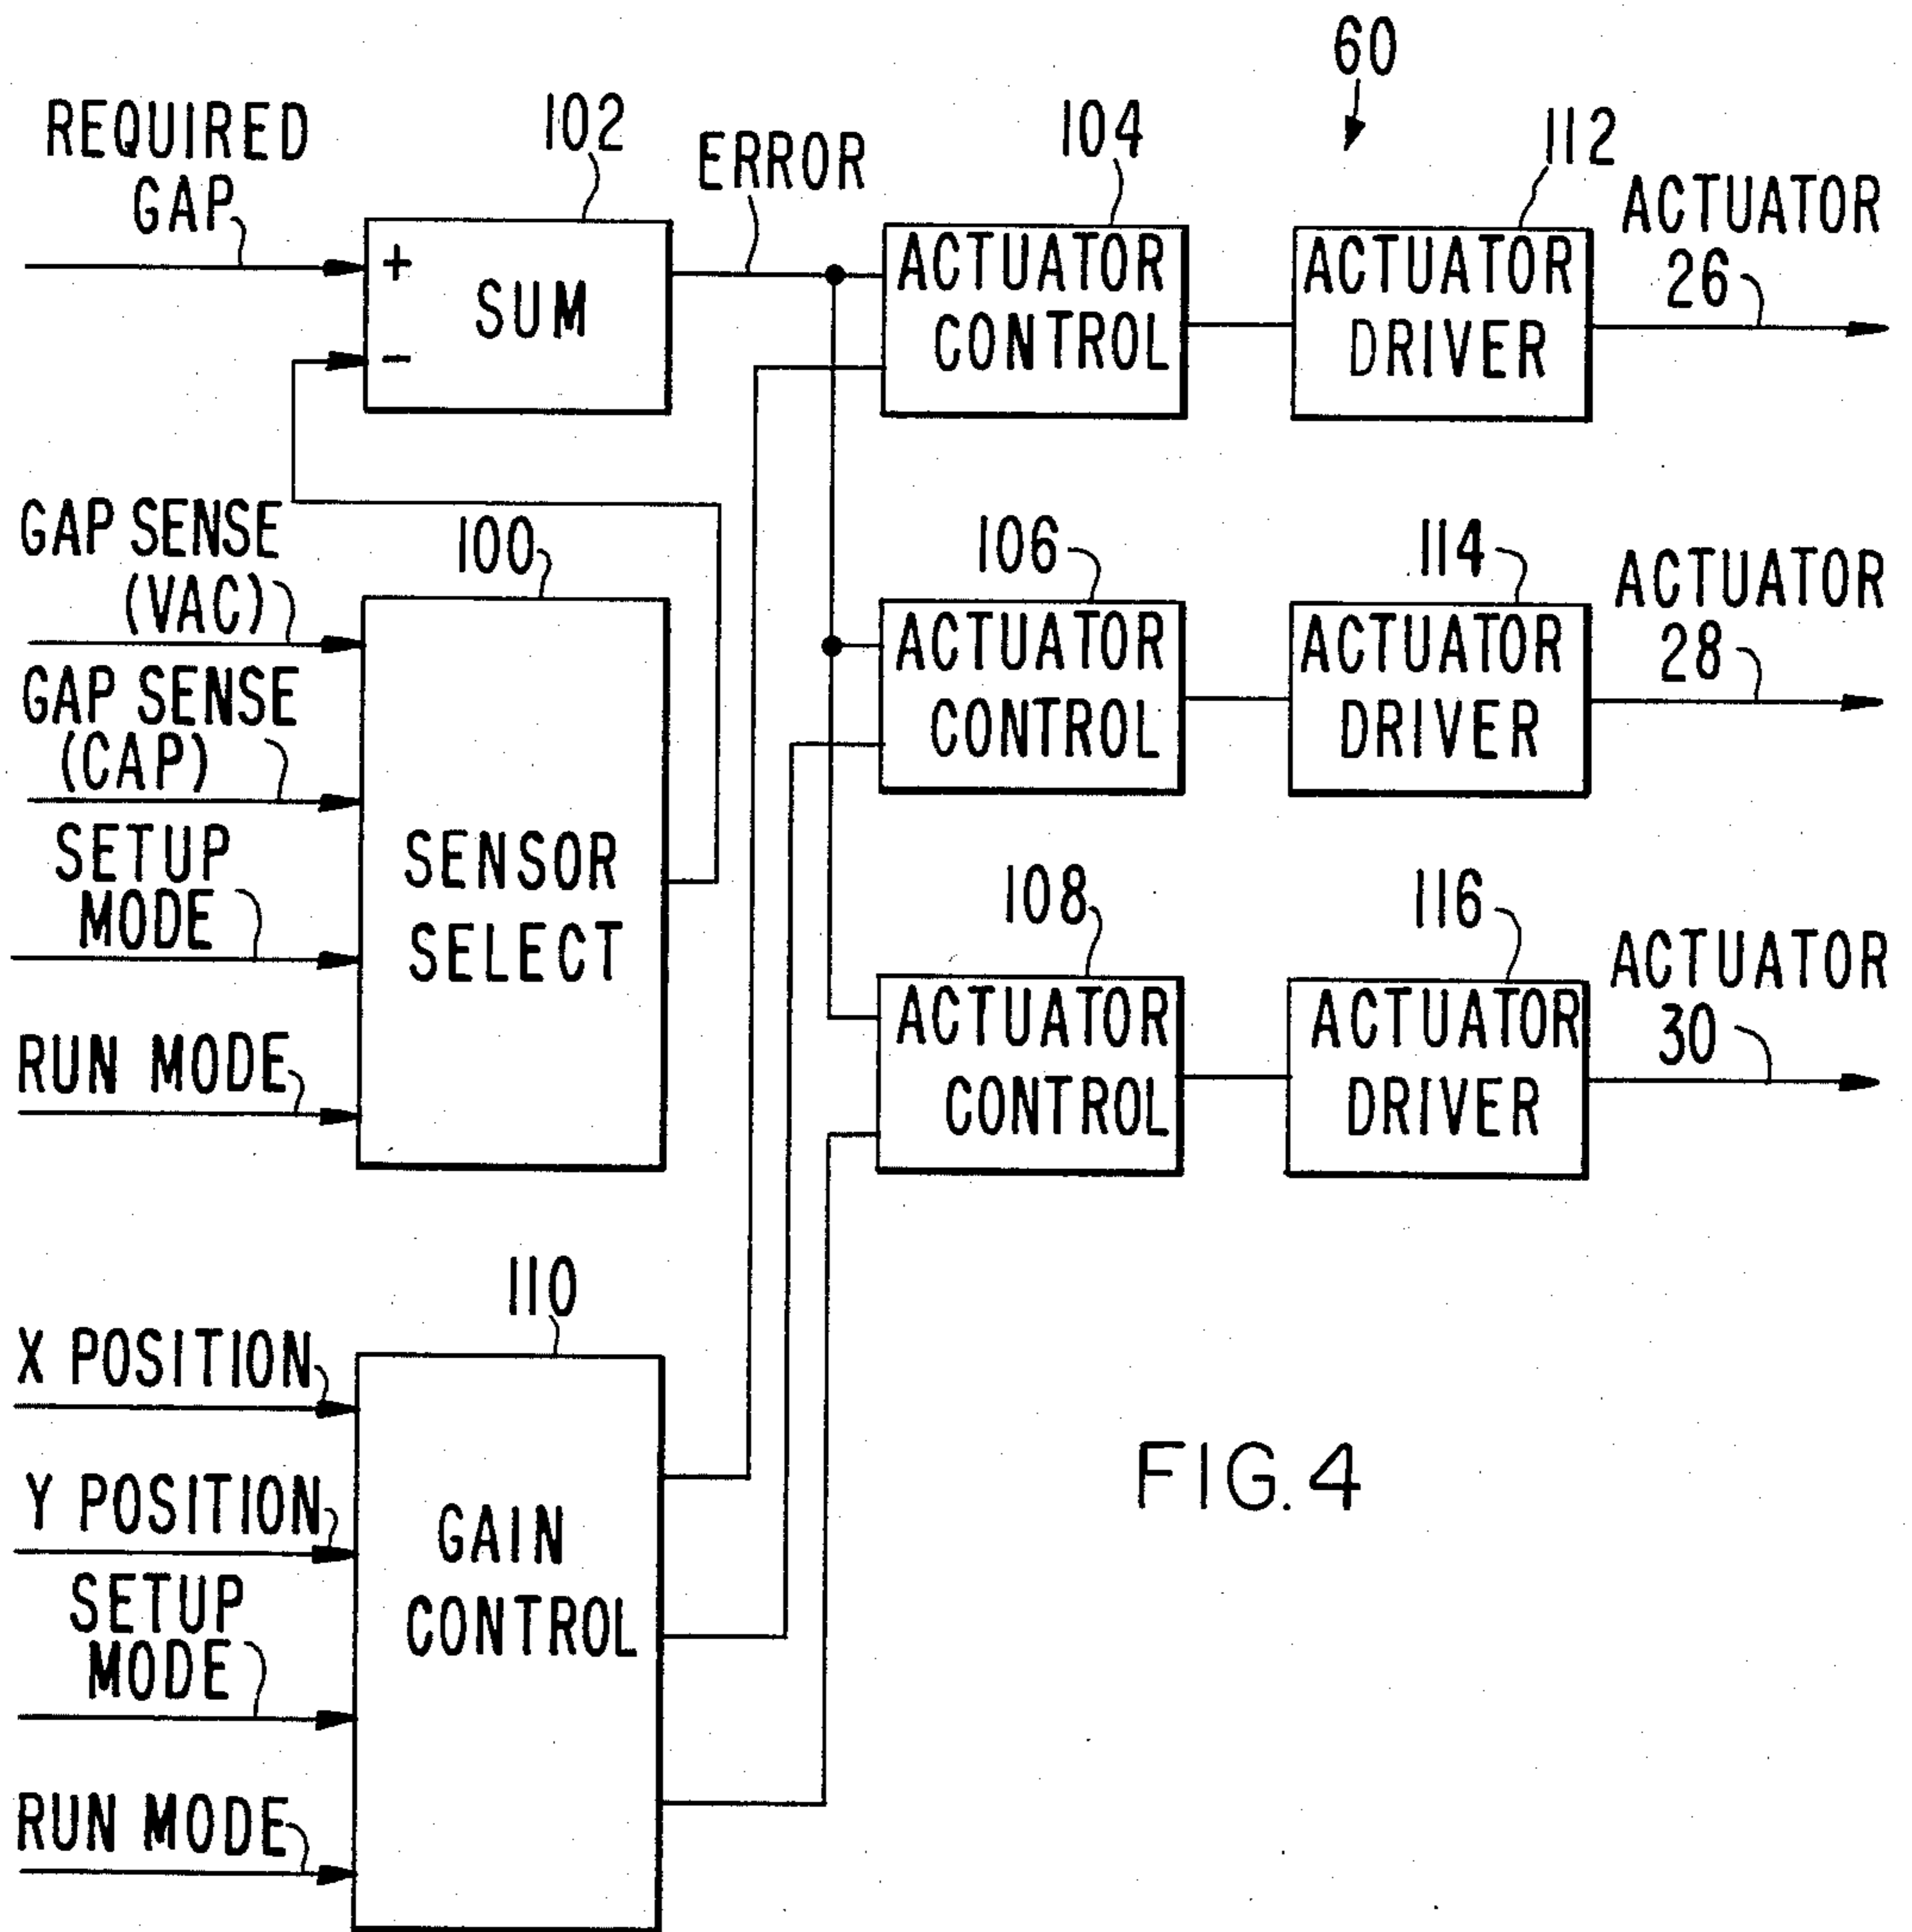 60
REQUIRED
GAP
102
ERROR
104
112
ACTUATOR
26
+
SUM
−
ACTUATOR
CONTROL
ACTUATOR
DRIVER
GAP SENSE
(VAC)
100
106
114
ACTUATOR
28
GAP SENSE
(CAP)
SETUP
MODE
RUN MODE
SENSOR
SELECT
ACTUATOR
CONTROL
ACTUATOR
DRIVER
108
116
ACTUATOR
30
ACTUATOR
CONTROL
ACTUATOR
DRIVER
110
X POSITION
Y POSITION
SETUP
MODE
RUN MODE
GAIN
CONTROL
FIG. 4